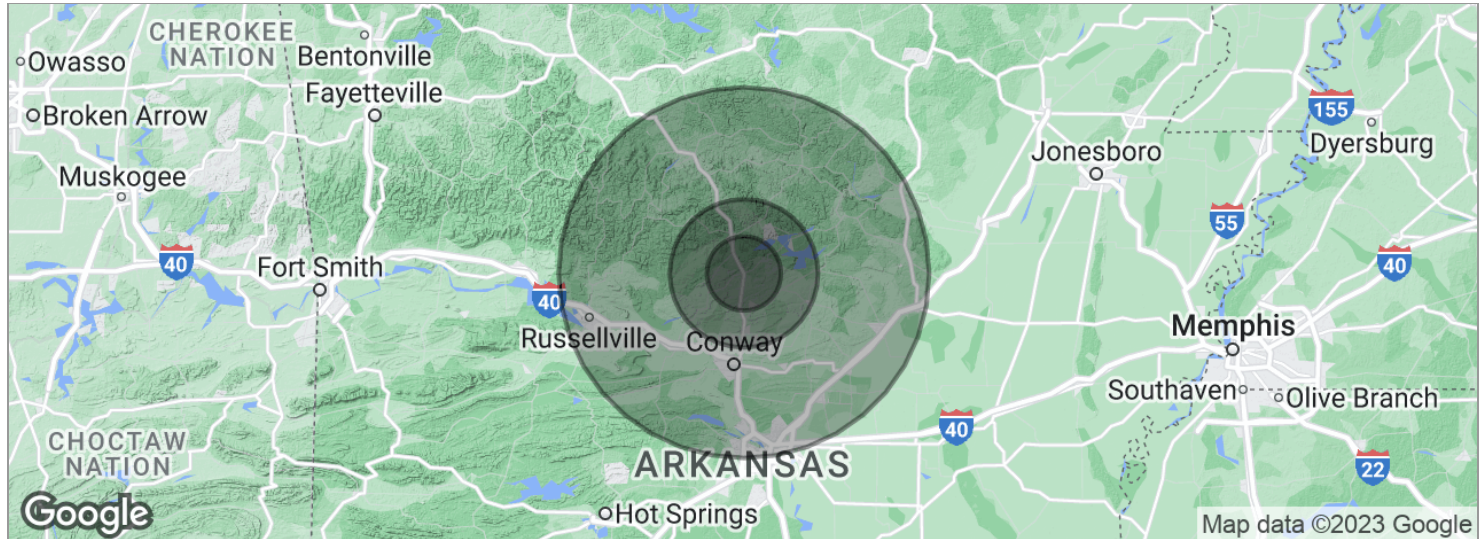 CHEROKEE
NATION
Bentonville
Owasso
Fayetteville
Broken Arrow
155
Dyersburg
Jonesboro
Muskogee
55
40
40
Fort Smith
40
Russellville
Conway
Memphis
Southaven
Olive Branch
40
CHOCTAW
NATION
ARKANSAS
22
Hot Springs
Google
Map data ©2023 Google